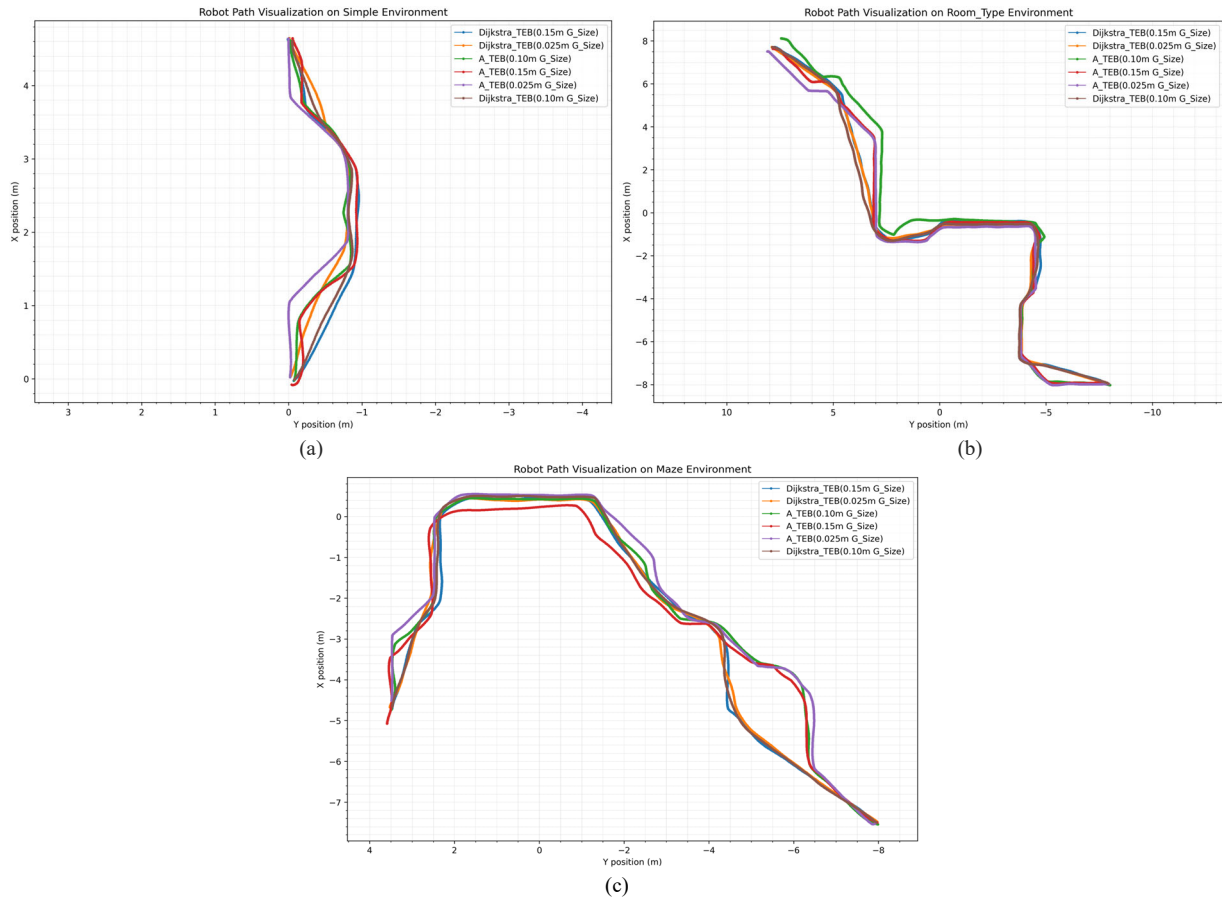 Robot Path Visualization on Simple Environment
Dijkstra_TEB(0.15m G_Size)
Dijkstra_TEB(0.025m G_Size)
A_TEB(0.10m G_Size)
A_TEB(0.15m G_Size)
A_TEB(0.025m G_Size)
Dijkstra_TEB(0.10m G_Size)
4
3
2
1
0
X position (m)
3 2 1 0 −1 −2 −3 −4
Y position (m)
(a)
Robot Path Visualization on Room_Type Environment
Dijkstra_TEB(0.15m G_Size)
Dijkstra_TEB(0.025m G_Size)
A_TEB(0.10m G_Size)
A_TEB(0.15m G_Size)
A_TEB(0.025m G_Size)
Dijkstra_TEB(0.10m G_Size)
8
6
4
2
0
−2
−4
−6
−8
X position (m)
10 5 0 −5 −10
Y position (m)
(b)
Robot Path Visualization on Maze Environment
Dijkstra_TEB(0.15m G_Size)
Dijkstra_TEB(0.025m G_Size)
A_TEB(0.10m G_Size)
A_TEB(0.15m G_Size)
A_TEB(0.025m G_Size)
Dijkstra_TEB(0.10m G_Size)
0
−1
−2
−3
−4
−5
−6
−7
X position (m)
4 2 0 −2 −4 −6 −8
Y position (m)
(c)